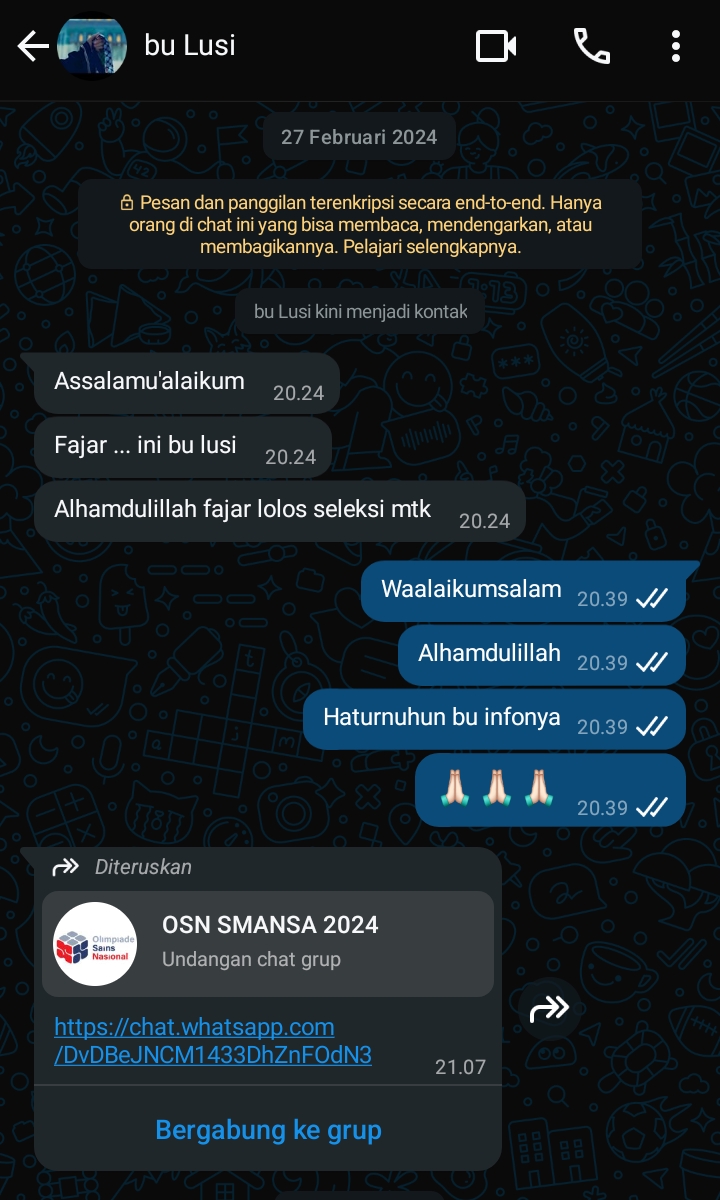 bu Lusi
27 Februari 2024
Pesan dan panggilan terenkripsi secara end-to-end. Hanya
orang di chat ini yang bisa membaca, mendengarkan, atau
membagikannya. Pelajari selengkapnya.
bu Lusi kini menjadi kontak
Assalamu'alaikum 20.24
Fajar ... ini bu lusi 20.24
Alhamdulillah fajar lolos seleksi mtk 20.24
Waalaikumsalam 20.39
Alhamdulillah 20.39
Haturnuhun bu infonya 20.39
🙏🏻🙏🏻🙏🏻 20.39
Diteruskan
OSN SMANSA 2024
Olimpiade
Sains
Nasional
Undangan chat grup
https://chat.whatsapp.com
/DvDBeJNCM1433DhZnFOdN3
21.07
Bergabung ke grup